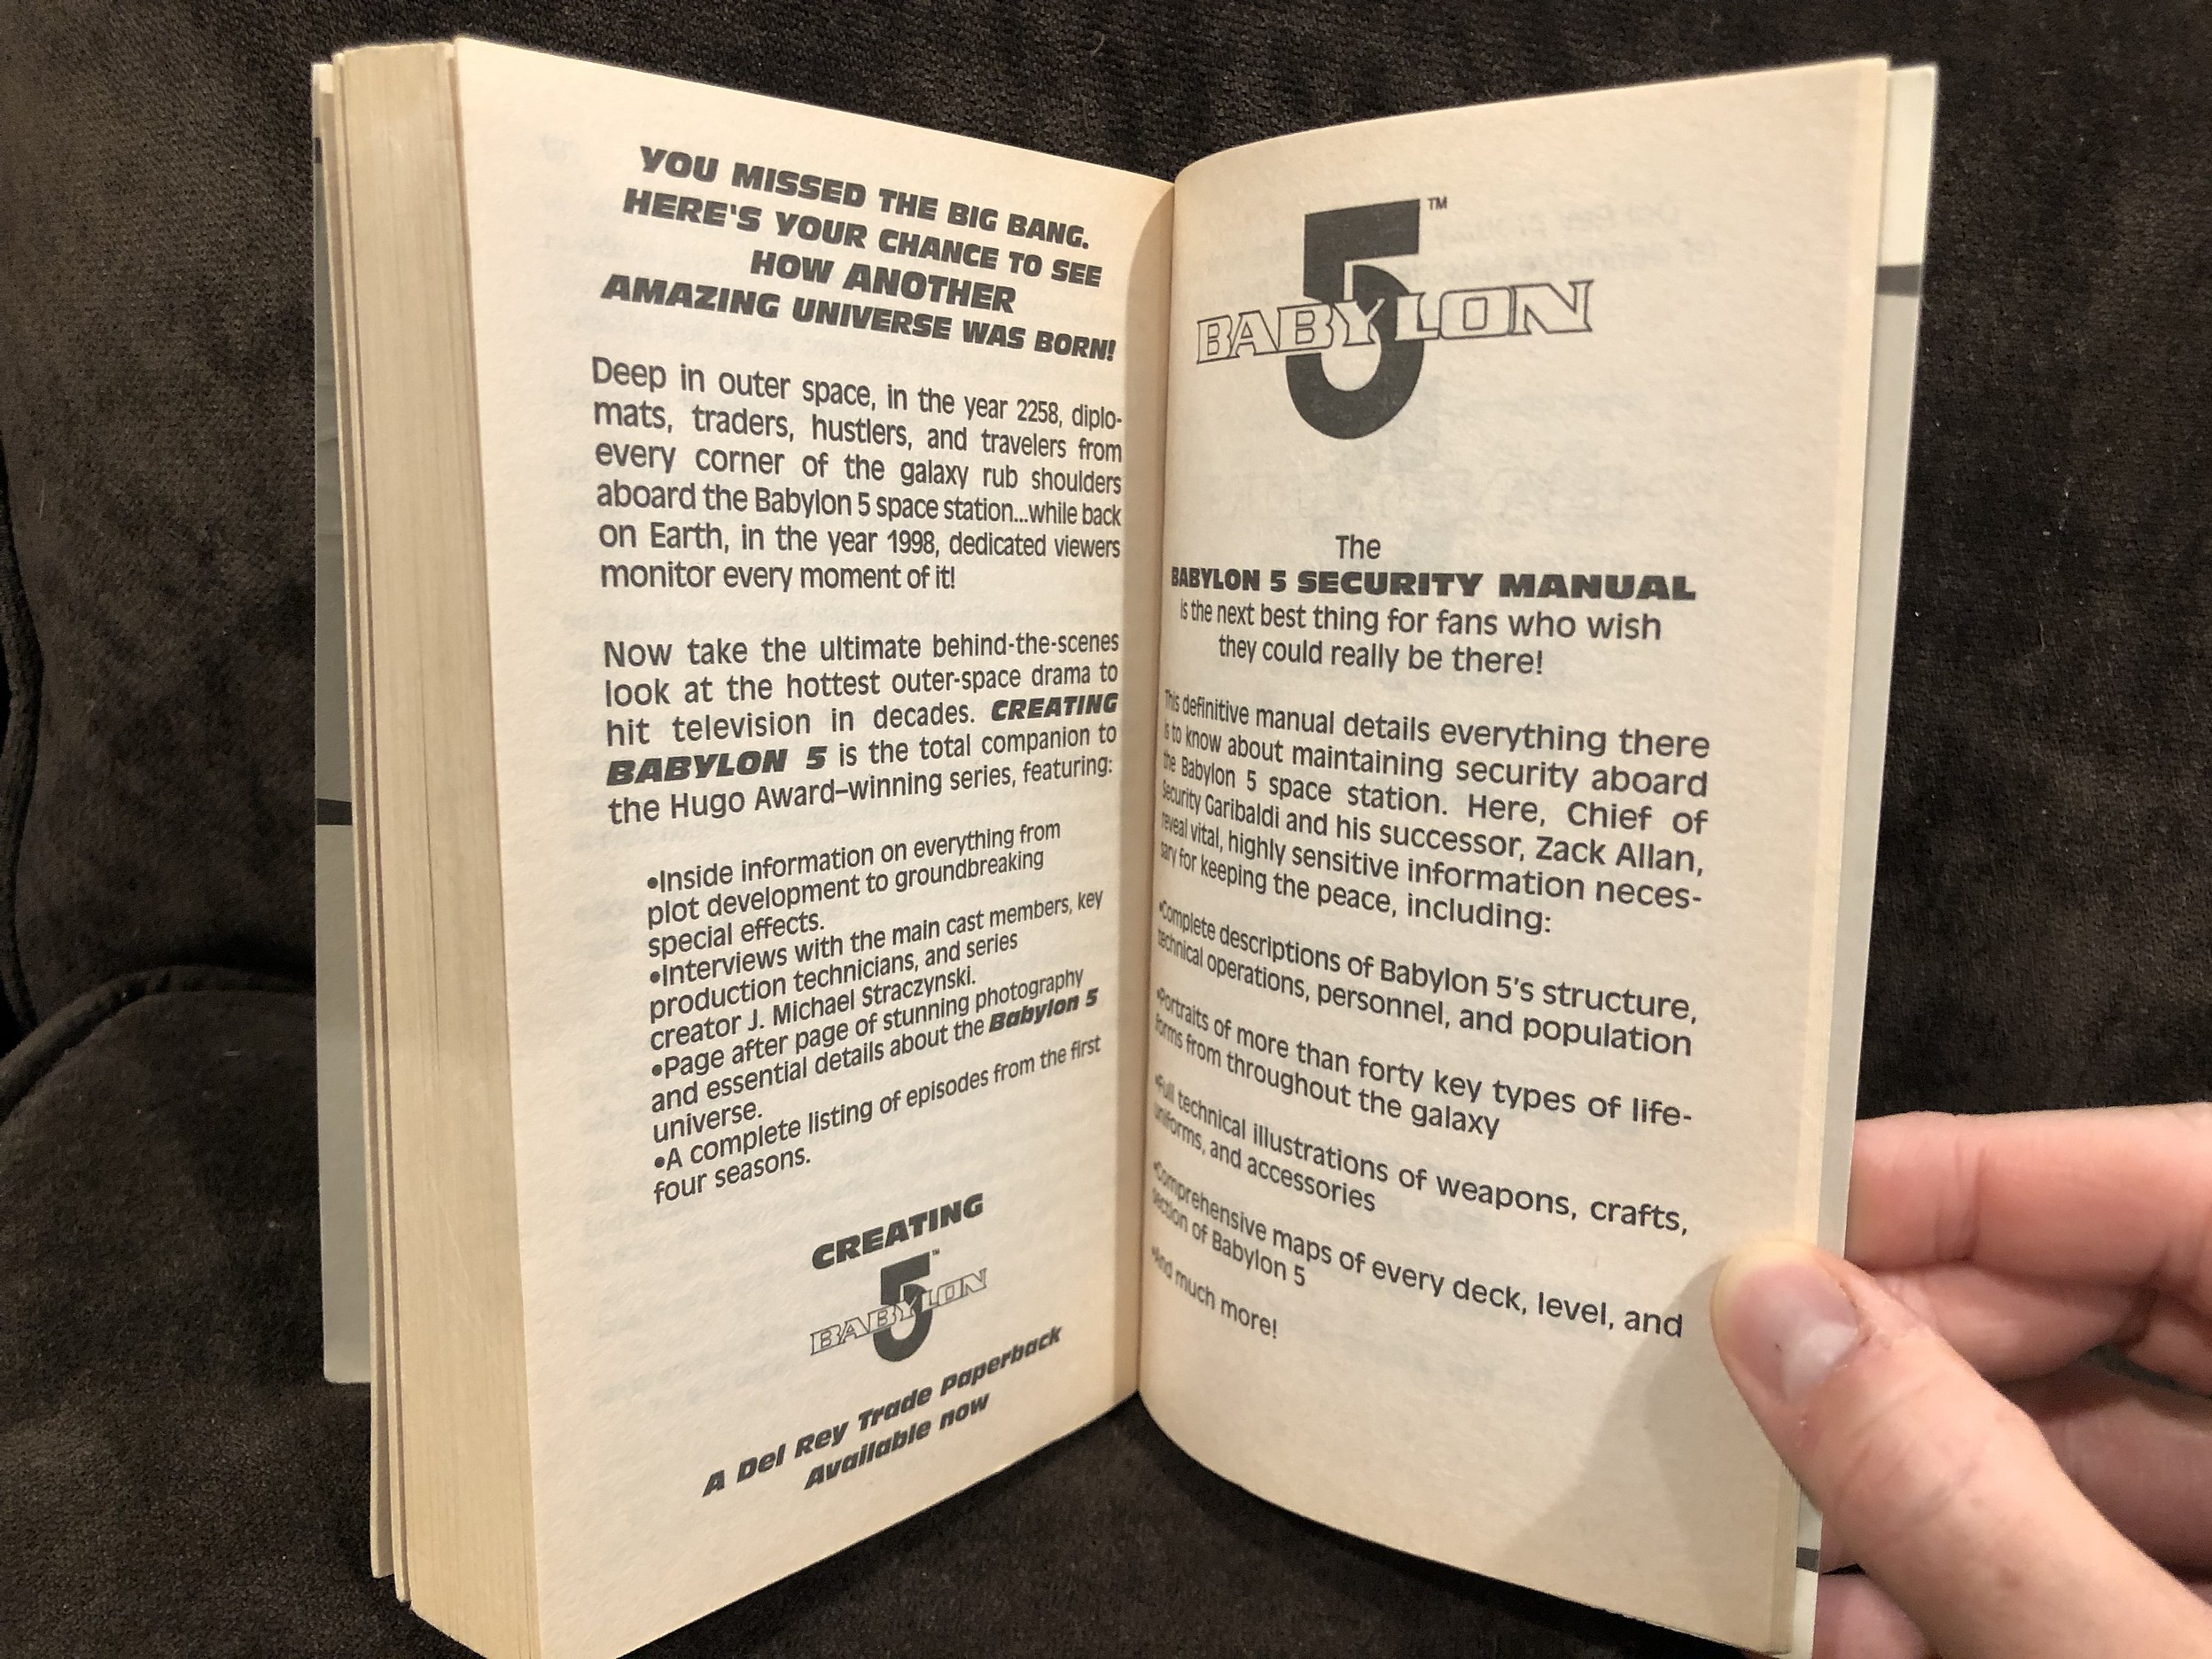 YOU MISSED THE BIG BANG.
HERE'S YOUR CHANCE TO SEE
HOW ANOTHER
AMAZING UNIVERSE WAS BORN!
Deep in outer space, in the year 2258, diplo-
mats, traders, hustlers, and travelers from
every corner of the galaxy rub shoulders
aboard the Babylon 5 space station...while back
on Earth, in the year 1998, dedicated viewers
monitor every moment of it!
Now take the ultimate behind-the-scenes
look at the hottest outer-space drama to
hit television in decades. CREATING
BABYLON 5 is the total companion to
the Hugo Award–winning series, featuring:
•Inside information on everything from
plot development to groundbreaking
special effects.
•Interviews with the main cast members, key
production technicians, and series
creator J. Michael Straczynski.
•Page after page of stunning photography
and essential details about the Babylon 5
universe.
•A complete listing of episodes from the first
four seasons.
CREATING
BABYLON 5™
A Del Rey Trade Paperback
Available now
BABYLON 5™
The
BABYLON 5 SECURITY MANUAL
is the next best thing for fans who wish
they could really be there!
This definitive manual details everything there
is to know about maintaining security aboard
the Babylon 5 space station. Here, Chief of
Security Garibaldi and his successor, Zack Allan,
reveal vital, highly sensitive information neces-
sary for keeping the peace, including:
•Complete descriptions of Babylon 5's structure,
technical operations, personnel, and population
•Portraits of more than forty key types of life-
forms from throughout the galaxy
•Full technical illustrations of weapons, crafts,
uniforms, and accessories
•Comprehensive maps of every deck, level, and
section of Babylon 5
•And much more!